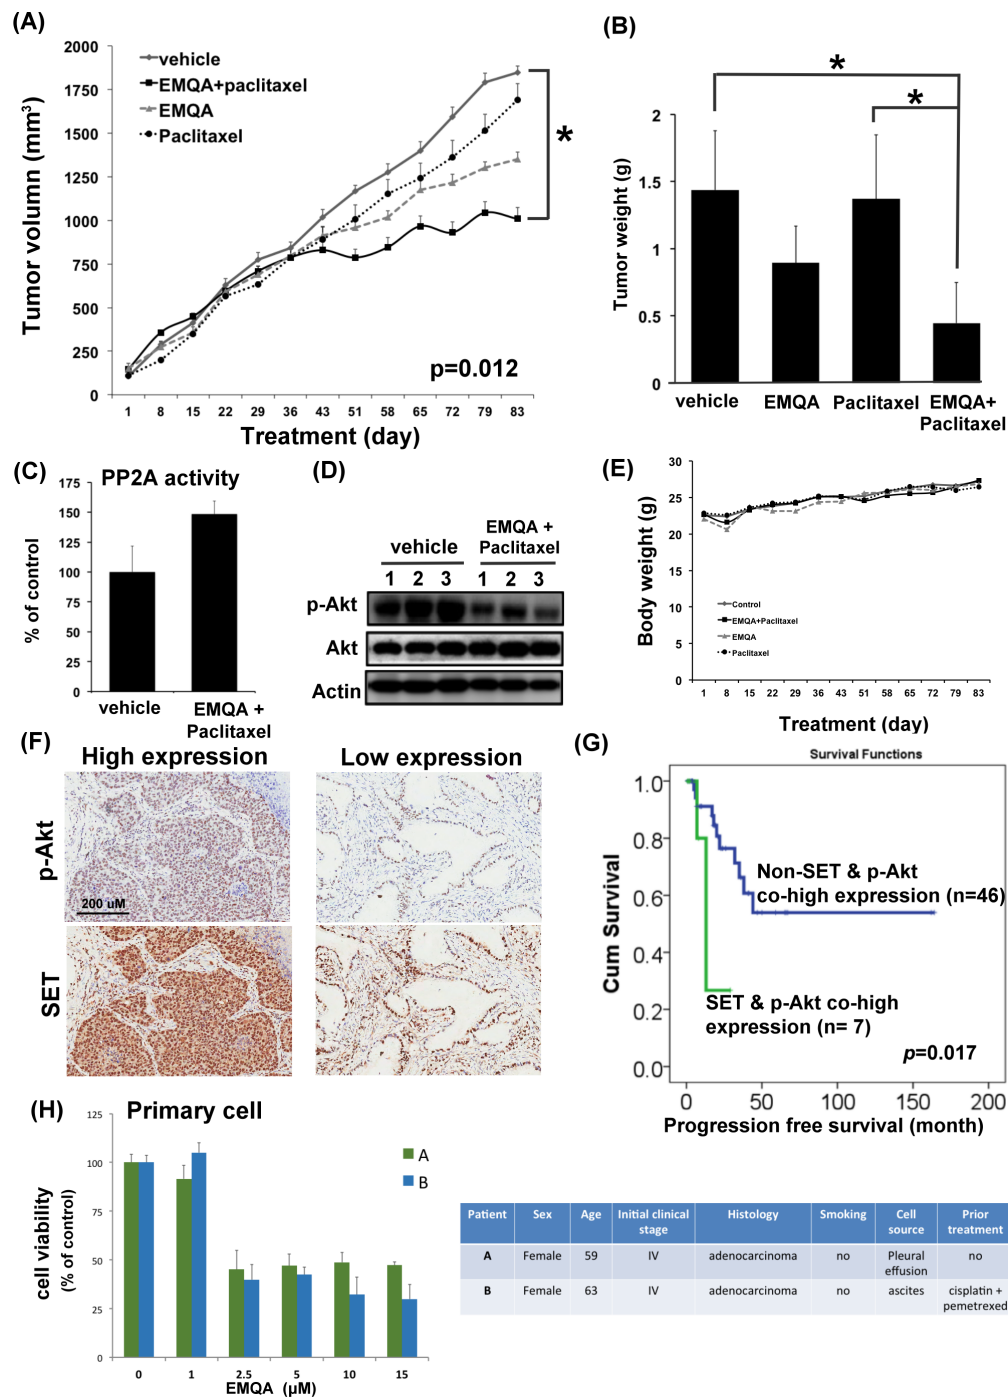 (A)
2000
1750
1500
1250
1000
750
500
250
0
Tumor volumn (mm³)
vehicle
EMQA+paclitaxel
EMQA
Paclitaxel
*
p=0.012
1 8 15 22 29 36 43 51 58 65 72 79 83
Treatment (day)
(B)
2
1.5
1
0.5
0
Tumor weight (g)
*
*
vehicle EMQA Paclitaxel EMQA+
Paclitaxel
(C) PP2A activity
175
150
125
100
75
50
25
0
% of control
vehicle EMQA +
Paclitaxel
(D)
vehicle EMQA +
Paclitaxel
1 2 3 1 2 3
p-Akt
Akt
Actin
(E)
30
25
20
15
10
5
0
Body weight (g)
Control
EMQA+Paclitaxel
EMQA
Paclitaxel
1 8 15 22 29 36 43 51 58 65 72 79 83
Treatment (day)
(F)
High expression Low expression
p-Akt
200 uM
SET
(G)
Survival Functions
1.0
0.8
0.6
0.4
0.2
0.0
Cum Survival
Non-SET & p-Akt
co-high expression (n=46)
SET & p-Akt co-high
expression (n= 7)
p=0.017
0 50 100 150 200
Progression free survival (month)
(H) Primary cell
125
100
75
50
25
0
cell viability
(% of control)
A
B
0 1 2.5 5 10 15
EMQA (µM)
Patient Sex Age Initial clinical stage Histology Smoking Cell source Prior treatment
A Female 59 IV adenocarcinoma no Pleural effusion no
B Female 63 IV adenocarcinoma no ascites cisplatin + pemetrexed